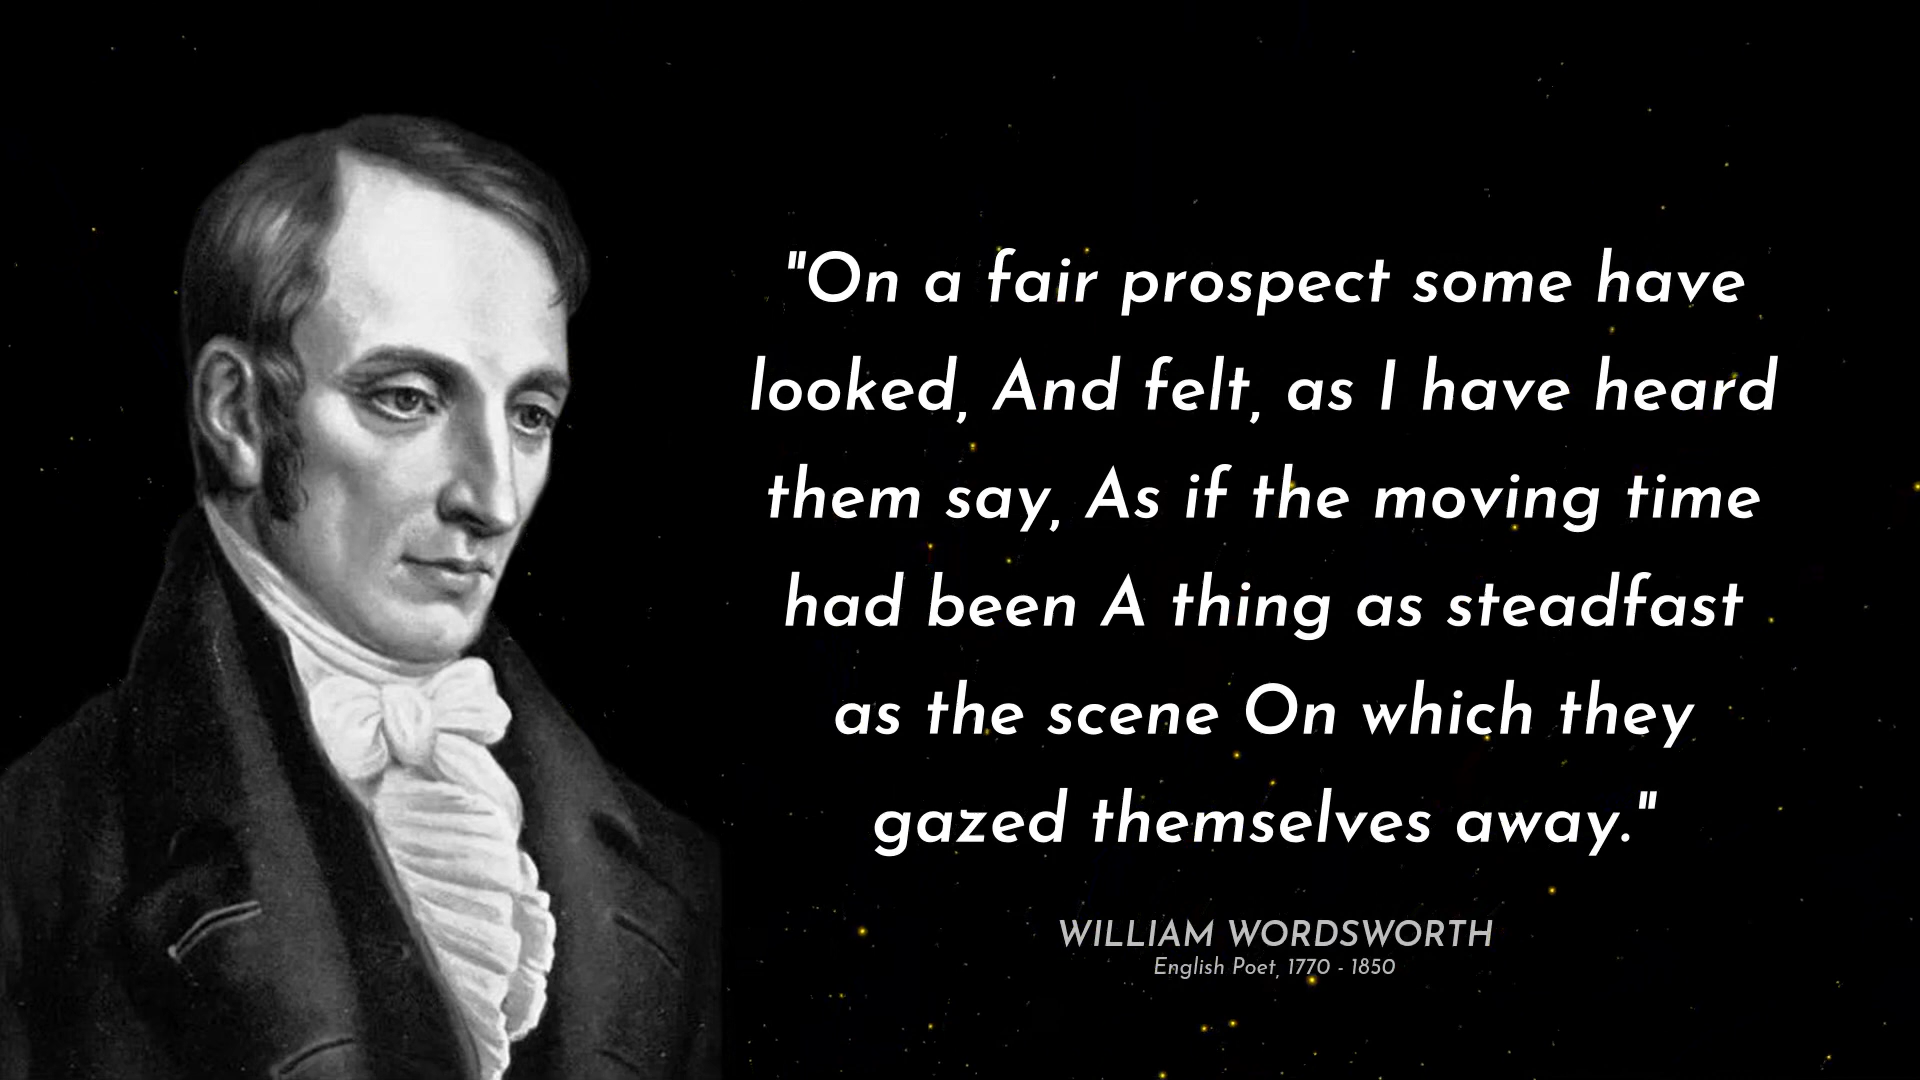 "On a fair prospect some have
looked, And felt, as I have heard
them say, As if the moving time
had been A thing as steadfast
as the scene On which they
gazed themselves away."
WILLIAM WORDSWORTH
English Poet, 1770 - 1850